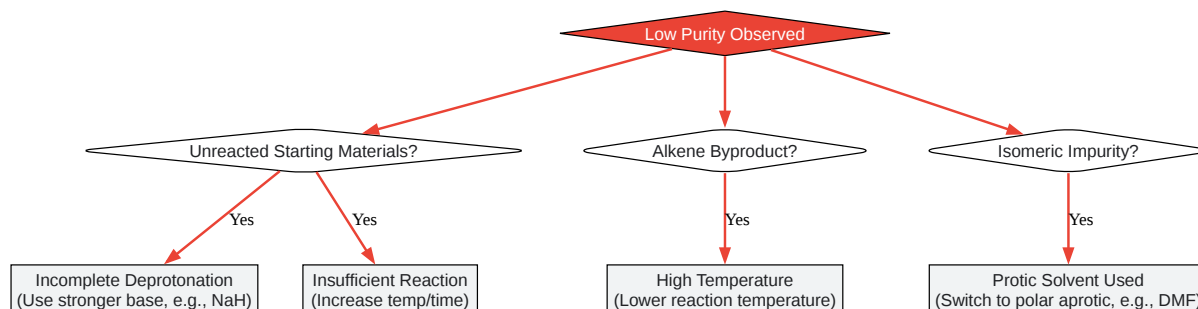 Low Purity Observed
Unreacted Starting Materials?
Alkene Byproduct?
Isomeric Impurity?
Yes
Yes
Yes
Yes
Incomplete Deprotonation
(Use stronger base, e.g., NaH)
Insufficient Reaction
(Increase temp/time)
High Temperature
(Lower reaction temperature)
Protic Solvent Used
(Switch to polar aprotic, e.g., DMF)